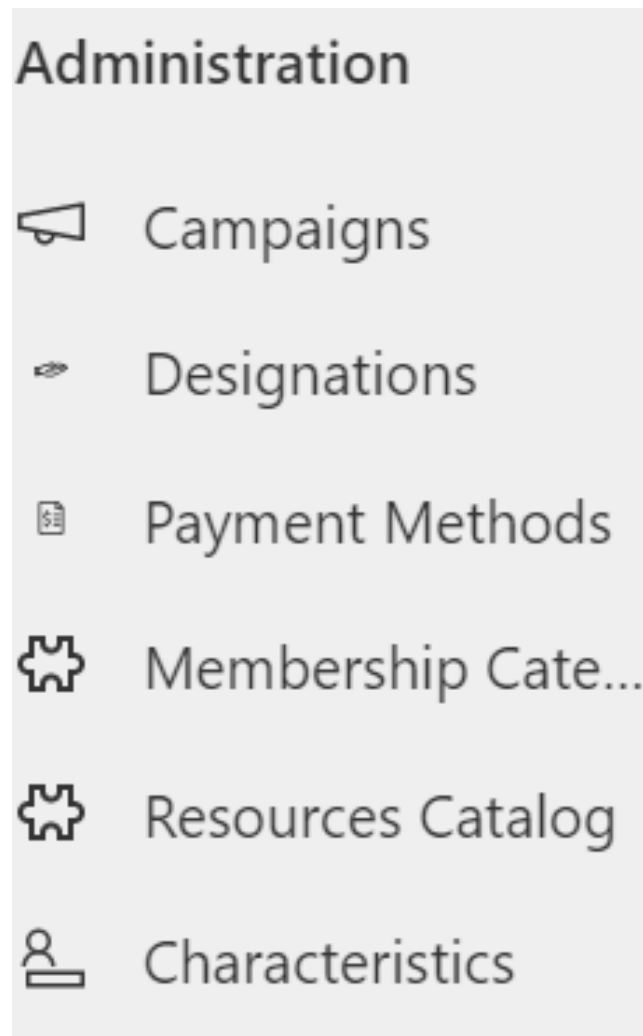 Administration
Campaigns
Designations
Payment Methods
Membership Cate...
Resources Catalog
Characteristics